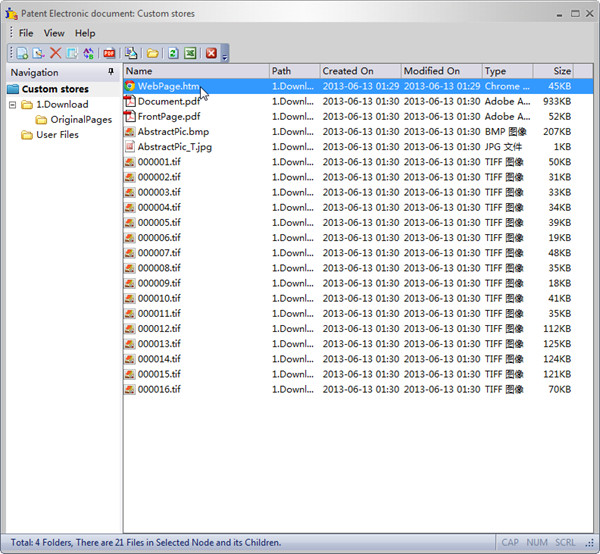 Patent Electronic document: Custom stores
File View Help
Navigation
Custom stores
1.Download
OriginalPages
User Files
Name Path Created On Modified On Type Size
WebPage.htm 1.Downl... 2013-06-13 01:29 2013-06-13 01:29 Chrome ... 45KB
Document.pdf 1.Downl... 2013-06-13 01:30 2013-06-13 01:30 Adobe A... 933KB
FrontPage.pdf 1.Downl... 2013-06-13 01:30 2013-06-13 01:30 Adobe A... 52KB
AbstractPic.bmp 1.Downl... 2013-06-13 01:30 2013-06-13 01:30 BMP 图像 207KB
AbstractPic_T.jpg 1.Downl... 2013-06-13 01:30 2013-06-13 01:30 JPG 文件 1KB
000001.tif 1.Downl... 2013-06-13 01:30 2013-06-13 01:30 TIFF 图像 50KB
000002.tif 1.Downl... 2013-06-13 01:30 2013-06-13 01:30 TIFF 图像 31KB
000003.tif 1.Downl... 2013-06-13 01:30 2013-06-13 01:30 TIFF 图像 33KB
000004.tif 1.Downl... 2013-06-13 01:30 2013-06-13 01:30 TIFF 图像 34KB
000005.tif 1.Downl... 2013-06-13 01:30 2013-06-13 01:30 TIFF 图像 39KB
000006.tif 1.Downl... 2013-06-13 01:30 2013-06-13 01:30 TIFF 图像 19KB
000007.tif 1.Downl... 2013-06-13 01:30 2013-06-13 01:30 TIFF 图像 48KB
000008.tif 1.Downl... 2013-06-13 01:30 2013-06-13 01:30 TIFF 图像 35KB
000009.tif 1.Downl... 2013-06-13 01:30 2013-06-13 01:30 TIFF 图像 18KB
000010.tif 1.Downl... 2013-06-13 01:30 2013-06-13 01:30 TIFF 图像 41KB
000011.tif 1.Downl... 2013-06-13 01:30 2013-06-13 01:30 TIFF 图像 35KB
000012.tif 1.Downl... 2013-06-13 01:30 2013-06-13 01:30 TIFF 图像 112KB
000013.tif 1.Downl... 2013-06-13 01:30 2013-06-13 01:30 TIFF 图像 125KB
000014.tif 1.Downl... 2013-06-13 01:30 2013-06-13 01:30 TIFF 图像 124KB
000015.tif 1.Downl... 2013-06-13 01:30 2013-06-13 01:30 TIFF 图像 121KB
000016.tif 1.Downl... 2013-06-13 01:30 2013-06-13 01:30 TIFF 图像 70KB
Total: 4 Folders, There are 21 Files in Selected Node and its Children. CAP NUM SCRL